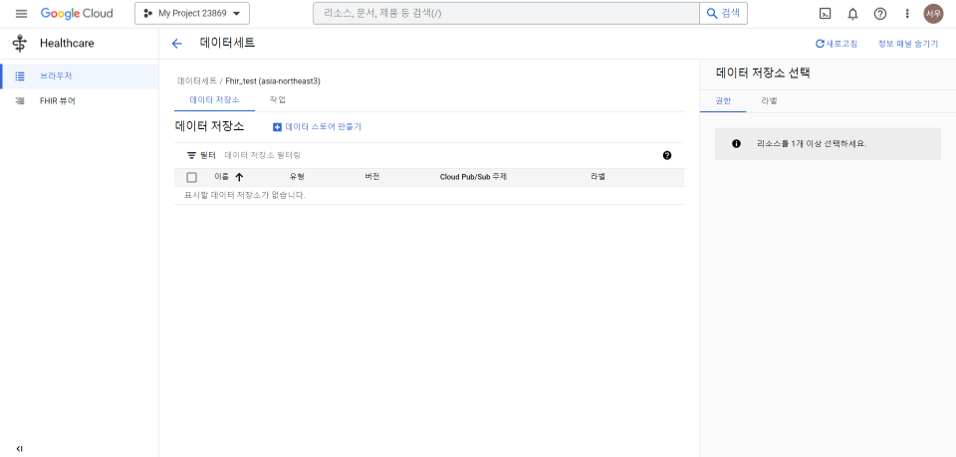 Google Cloud
My Project 23869
리소스, 문서, 제품 등 검색(/)
검색
서우
Healthcare
데이터세트
새로고침
정보 패널 숨기기
브라우저
FHIR 뷰어
데이터세트 / Fhir_test (asia-northeast3)
데이터 저장소
작업
데이터 저장소
데이터 스토어 만들기
필터
데이터 저장소 필터링
이름
유형
버전
Cloud Pub/Sub 주제
라벨
표시할 데이터 저장소가 없습니다.
데이터 저장소 선택
권한
라벨
리소스를 1개 이상 선택하세요.